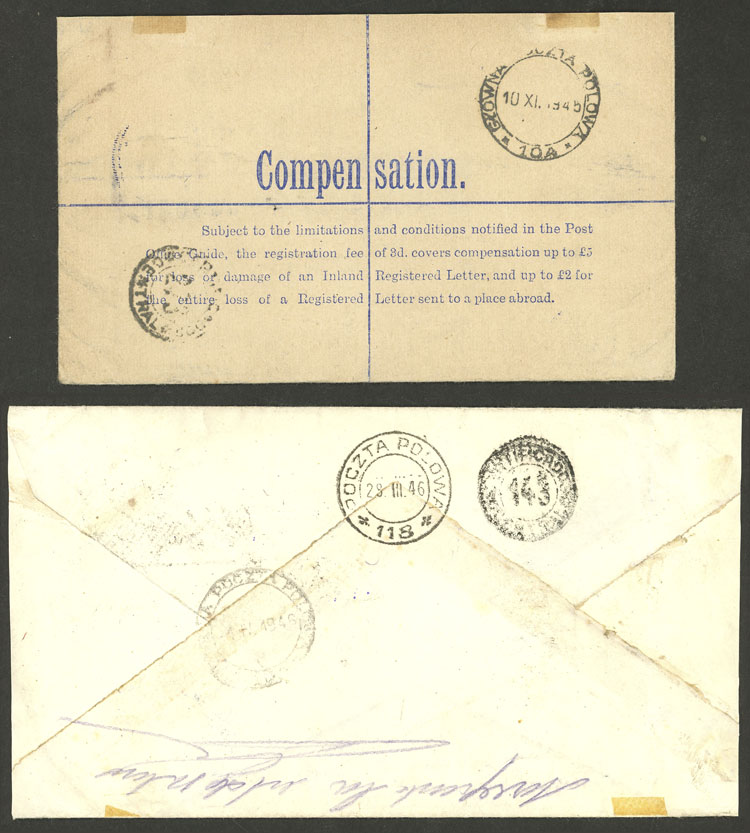 GŁÓWNA POCZTA POLOWA
10 XI. 1945
* 10A *
Compensation.
Subject to the limitations and conditions notified in the Post
Office Guide, the registration fee of 3d. covers compensation up to £5
for loss or damage of an Inland Registered Letter, and up to £2 for
the entire loss of a Registered Letter sent to a place abroad.
POCZTA POLOWA
28 III. 46
* 118 *
143
POCZTA
1945